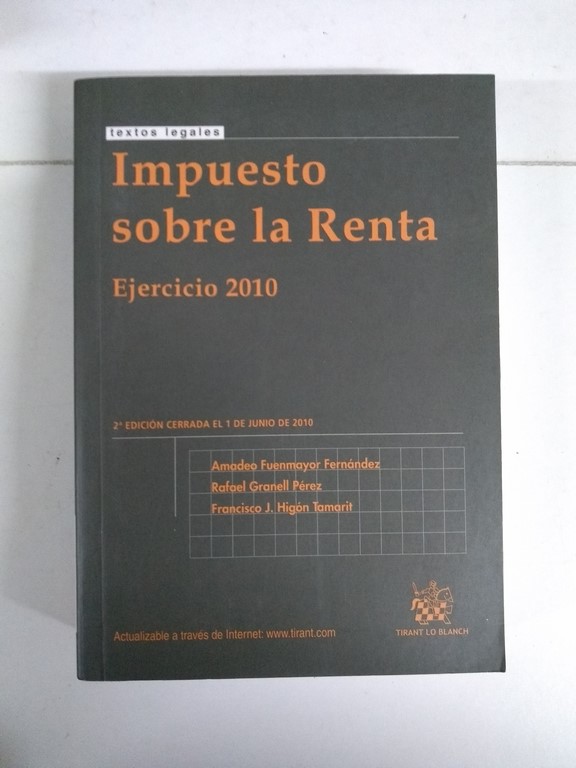 textos legales
Impuesto
sobre la Renta
Ejercicio 2010
2ª EDICIÓN CERRADA EL 1 DE JUNIO DE 2010
Amadeo Fuenmayor Fernández
Rafael Granell Pérez
Francisco J. Higón Tamarit
Actualizable a través de Internet: www.tirant.com
TIRANT LO BLANCH